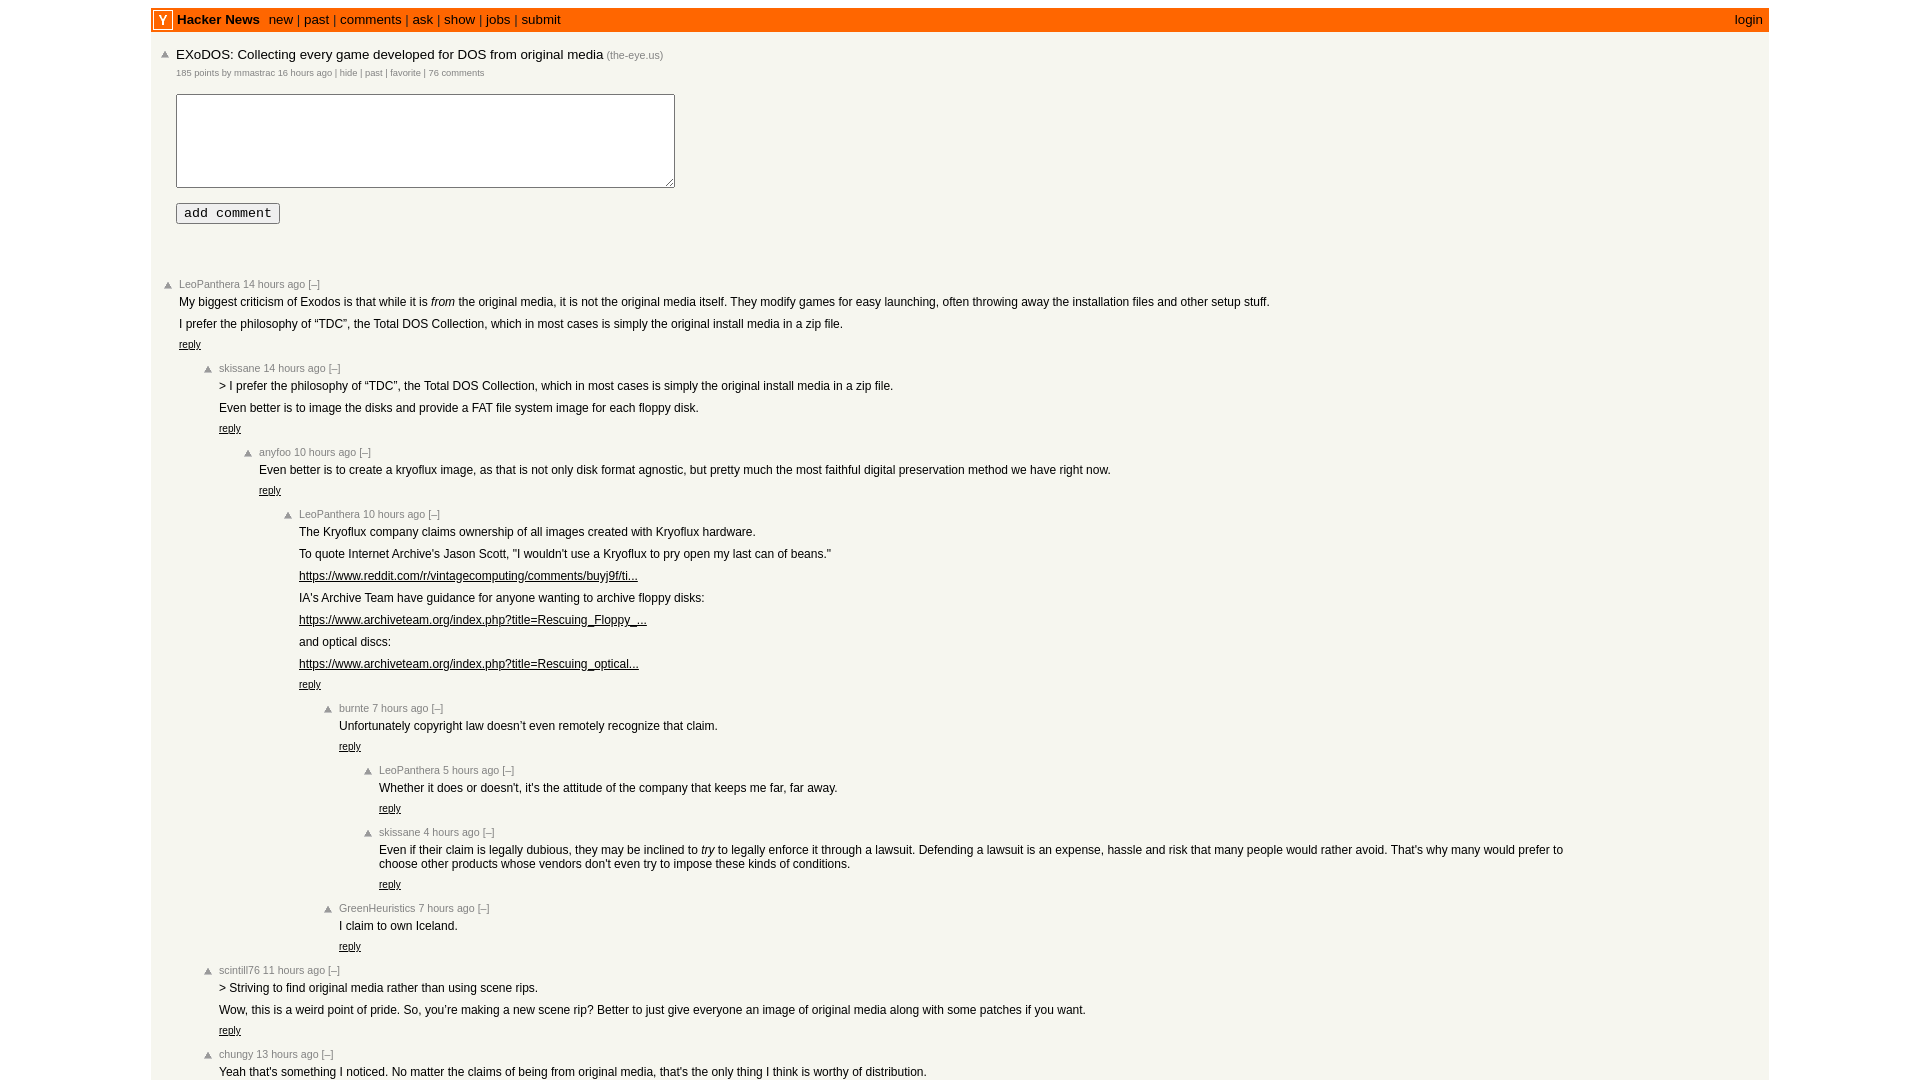 Y Hacker News new | past | comments | ask | show | jobs | submit login
EXoDOS: Collecting every game developed for DOS from original media (the-eye.us)
185 points by mmastrac 16 hours ago | hide | past | favorite | 76 comments
add comment
LeoPanthera 14 hours ago [–]
My biggest criticism of Exodos is that while it is from the original media, it is not the original media itself. They modify games for easy launching, often throwing away the installation files and other setup stuff.
I prefer the philosophy of “TDC”, the Total DOS Collection, which in most cases is simply the original install media in a zip file.
reply
skissane 14 hours ago [–]
> I prefer the philosophy of “TDC”, the Total DOS Collection, which in most cases is simply the original install media in a zip file.
Even better is to image the disks and provide a FAT file system image for each floppy disk.
reply
anyfoo 10 hours ago [–]
Even better is to create a kryoflux image, as that is not only disk format agnostic, but pretty much the most faithful digital preservation method we have right now.
reply
LeoPanthera 10 hours ago [–]
The Kryoflux company claims ownership of all images created with Kryoflux hardware.
To quote Internet Archive's Jason Scott, "I wouldn't use a Kryoflux to pry open my last can of beans."
https://www.reddit.com/r/vintagecomputing/comments/buyj9f/ti...
IA's Archive Team have guidance for anyone wanting to archive floppy disks:
https://www.archiveteam.org/index.php?title=Rescuing_Floppy_...
and optical discs:
https://www.archiveteam.org/index.php?title=Rescuing_optical...
reply
burnte 7 hours ago [–]
Unfortunately copyright law doesn’t even remotely recognize that claim.
reply
LeoPanthera 5 hours ago [–]
Whether it does or doesn't, it's the attitude of the company that keeps me far, far away.
reply
skissane 4 hours ago [–]
Even if their claim is legally dubious, they may be inclined to try to legally enforce it through a lawsuit. Defending a lawsuit is an expense, hassle and risk that many people would rather avoid. That's why many would prefer to
choose other products whose vendors don't even try to impose these kinds of conditions.
reply
GreenHeuristics 7 hours ago [–]
I claim to own Iceland.
reply
scintill76 11 hours ago [–]
> Striving to find original media rather than using scene rips.
Wow, this is a weird point of pride. So, you’re making a new scene rip? Better to just give everyone an image of original media along with some patches if you want.
reply
chungy 13 hours ago [–]
Yeah that's something I noticed. No matter the claims of being from original media, that's the only thing I think is worthy of distribution.